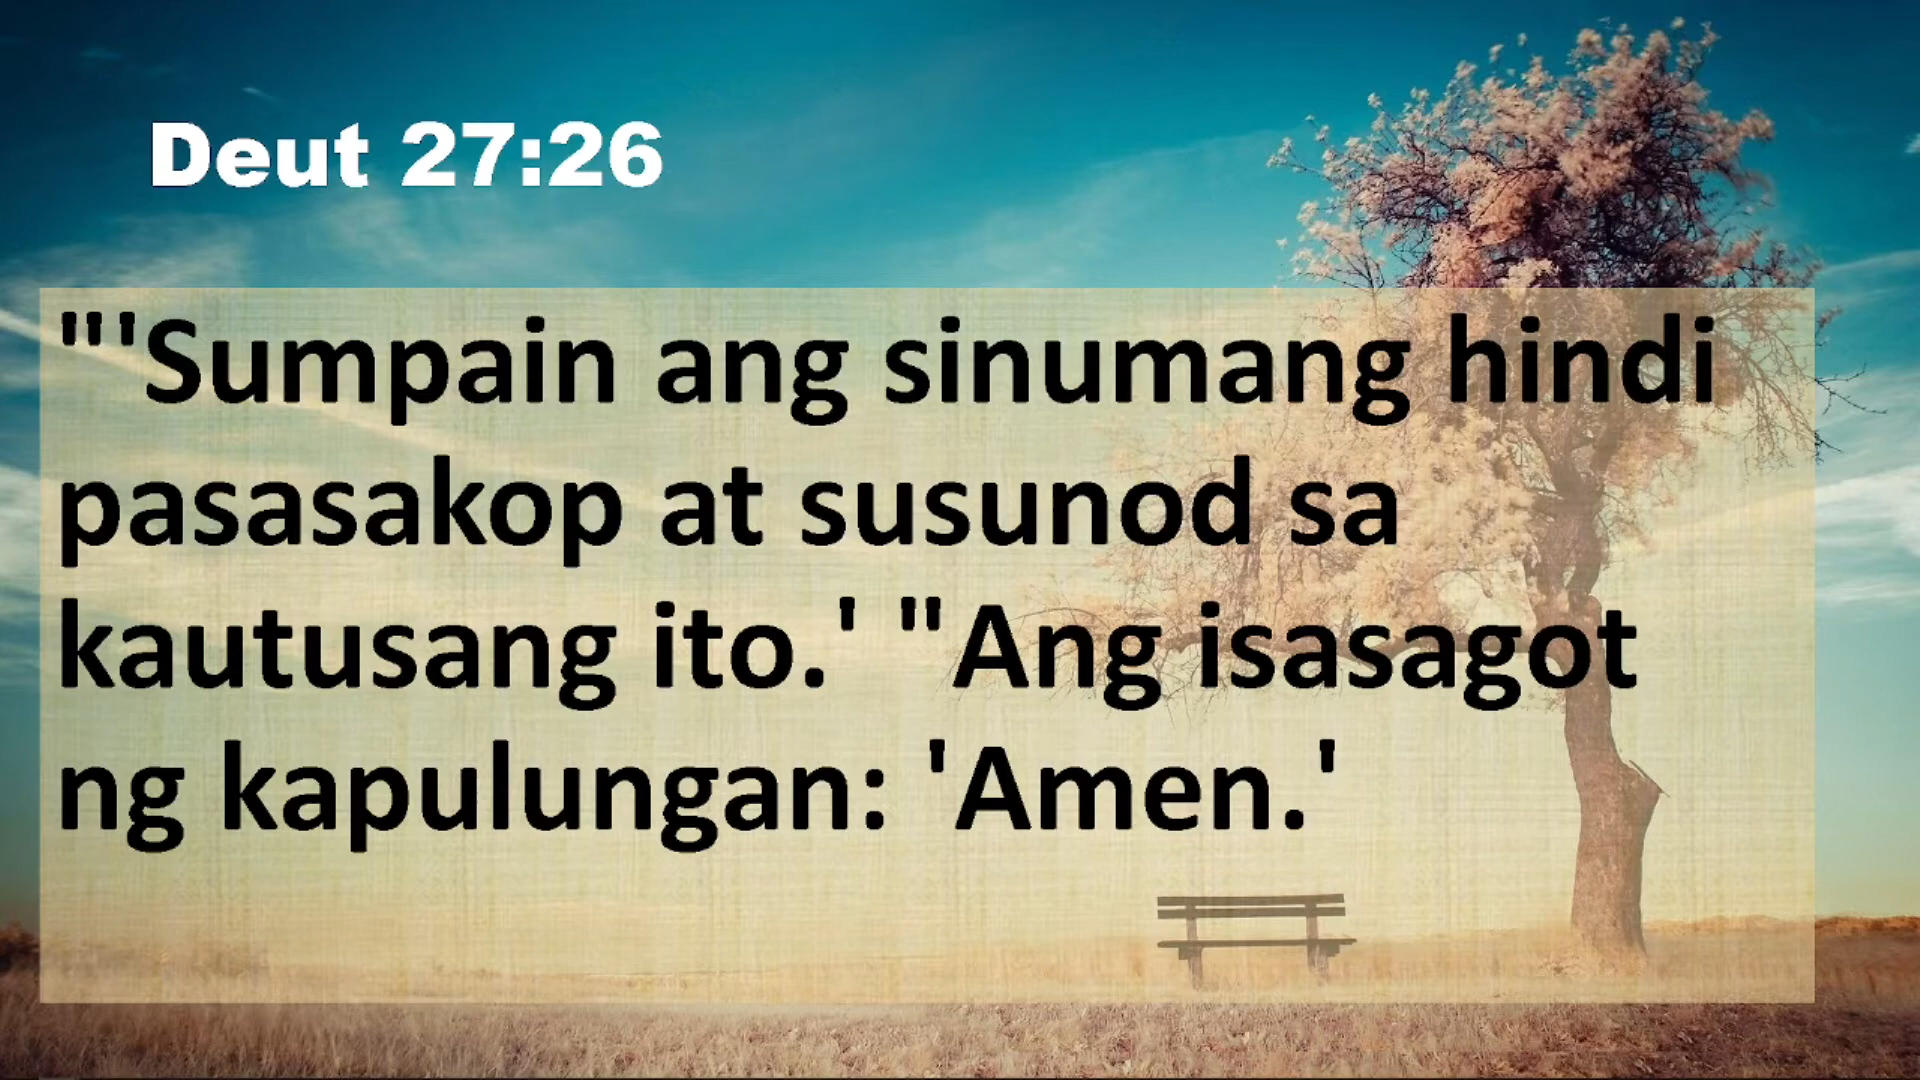 Deut 27:26
"'Sumpain ang sinumang hindi
pasasakop at susunod sa
kautusang ito.' "Ang isasagot
ng kapulungan: 'Amen.'